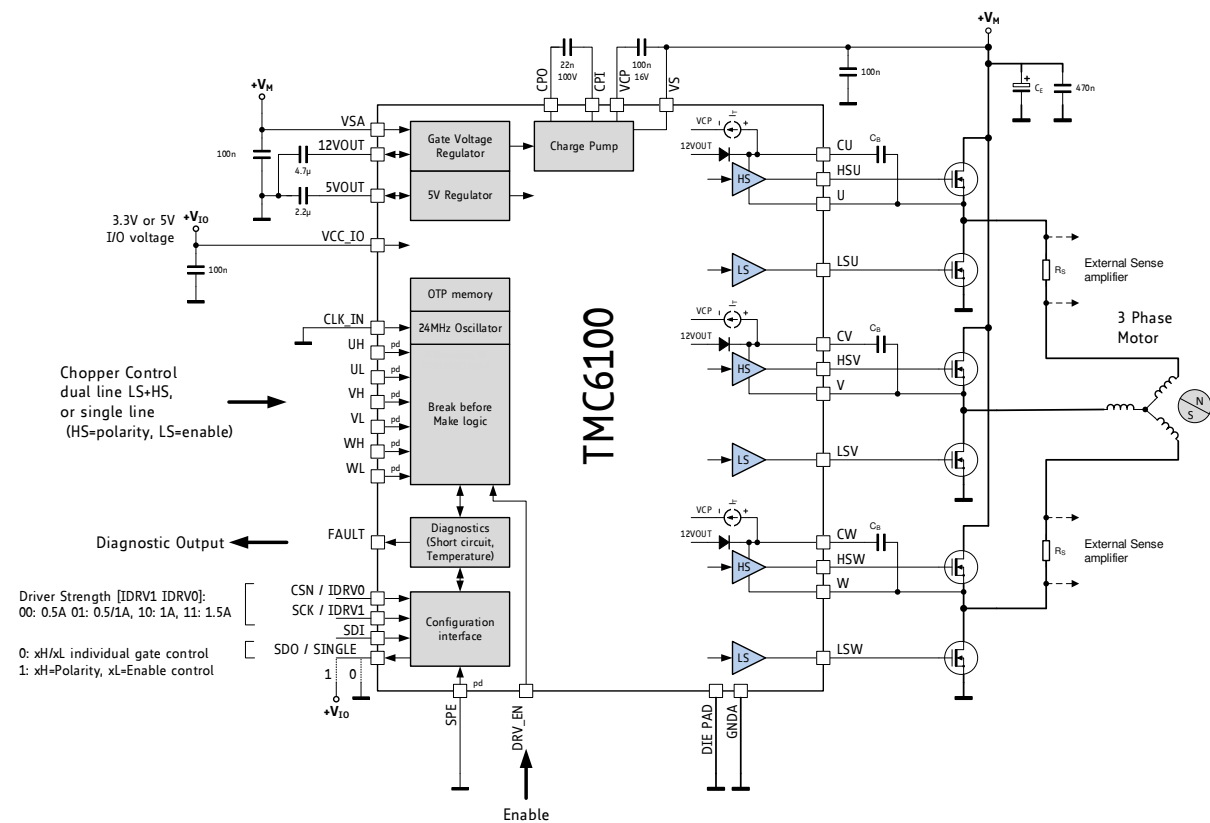 +VM
CPO
22n
100V
CPI
VCP
100n
16V
VS
100n
CE
+
470n
+VM
VSA
12VOUT
100n
4.7µ
5VOUT
2.2µ
Gate Voltage
Regulator
5V Regulator
Charge Pump
3.3V or 5V
I/O voltage
+VIO
VCC_IO
100n
OTP memory
24MHz Oscillator
CLK_IN
UH
pd
UL
VH
pd
VL
WH
pd
WL
pd
Break before
Make logic
Chopper Control
dual line LS+HS,
or single line
(HS=polarity, LS=enable)
TMC6100
FAULT
Diagnostics
(Short circuit,
Temperature)
Diagnostic Output
Driver Strength [IDRV1 IDRV0]:
00: 0.5A 01: 0.5/1A, 10: 1A, 11: 1.5A
CSN / IDRV0
SCK / IDRV1
SDI
SDO / SINGLE
Configuration
interface
0: xH/xL individual gate control
1: xH=Polarity, xL=Enable control
1
0
+VIO
SPE
pd
DRV_EN
Enable
DIE PAD
GNDA
VCP
- +
12VOUT
HS
CU
CB
HSU
U
LS
LSU
RS
External Sense
amplifier
VCP
- +
12VOUT
HS
CV
CB
HSV
V
LS
LSV
3 Phase
Motor
N
S
VCP
- +
12VOUT
HS
CW
CB
HSW
W
LS
LSW
RS
External Sense
amplifier